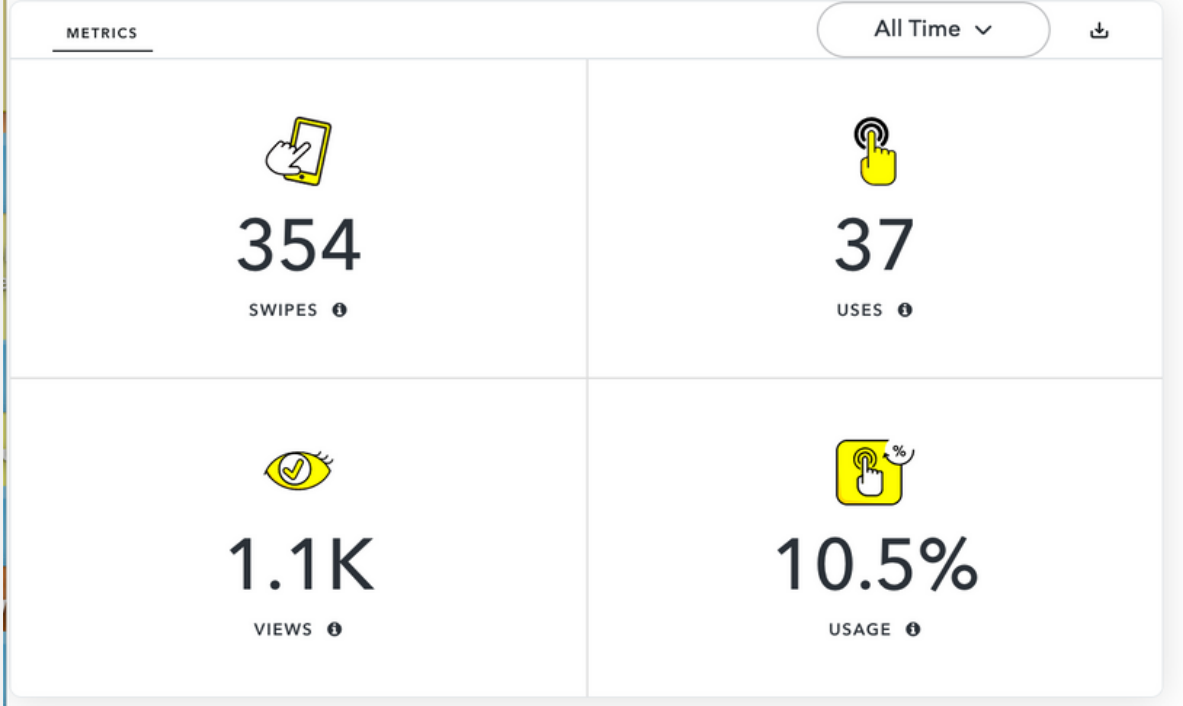 METRICS
All Time
354
37
SWIPES
USES
%
1.1K
10.5%
VIEWS
USAGE